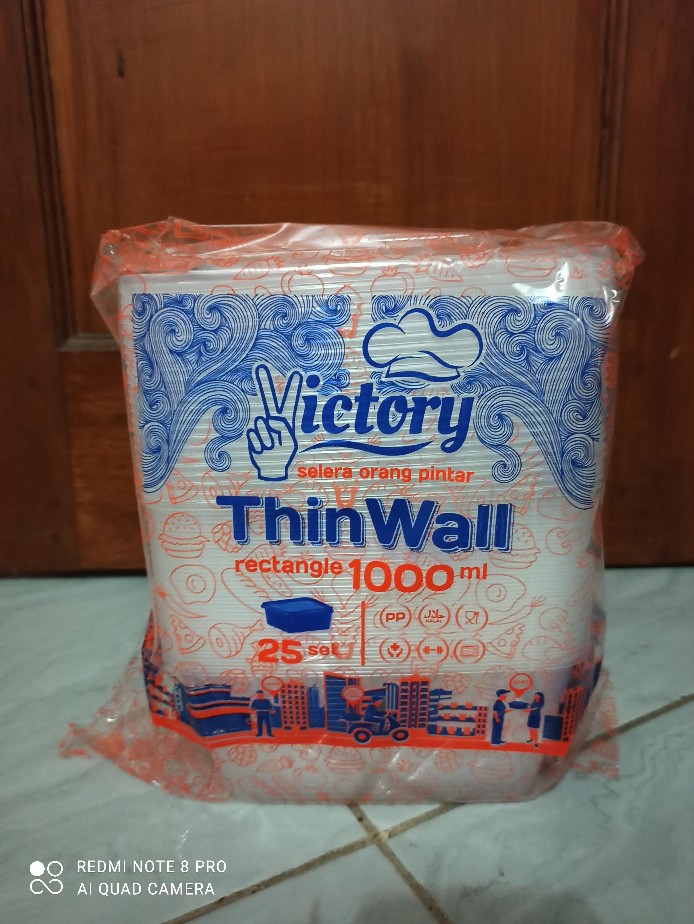 Victory
selera orang pintar
ThinWall
rectangle 1000 ml
25 set
PP
حلال
HALAL
REDMI NOTE 8 PRO
AI QUAD CAMERA